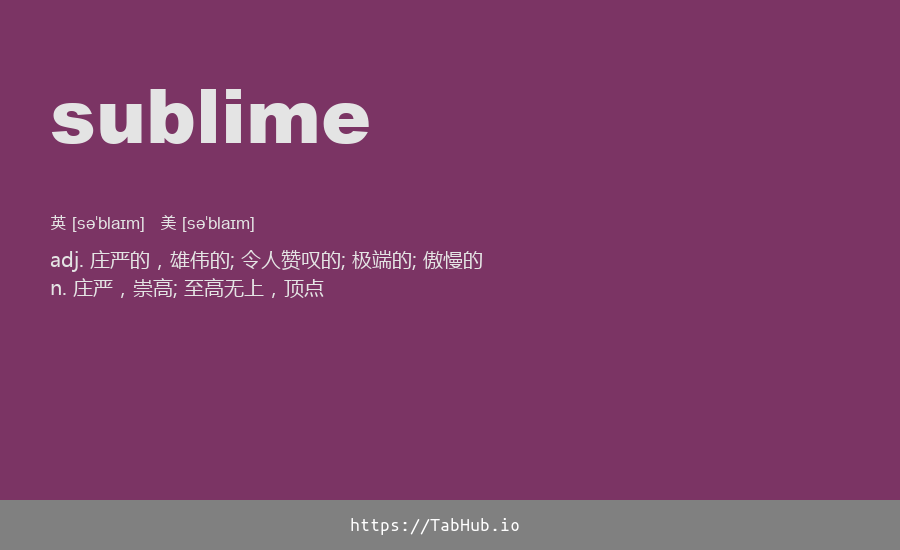 sublime
英 [sə'blaɪm] 美 [sə'blaɪm]
adj. 庄严的，雄伟的; 令人赞叹的; 极端的; 傲慢的
n. 庄严，崇高; 至高无上，顶点
https://TabHub.io